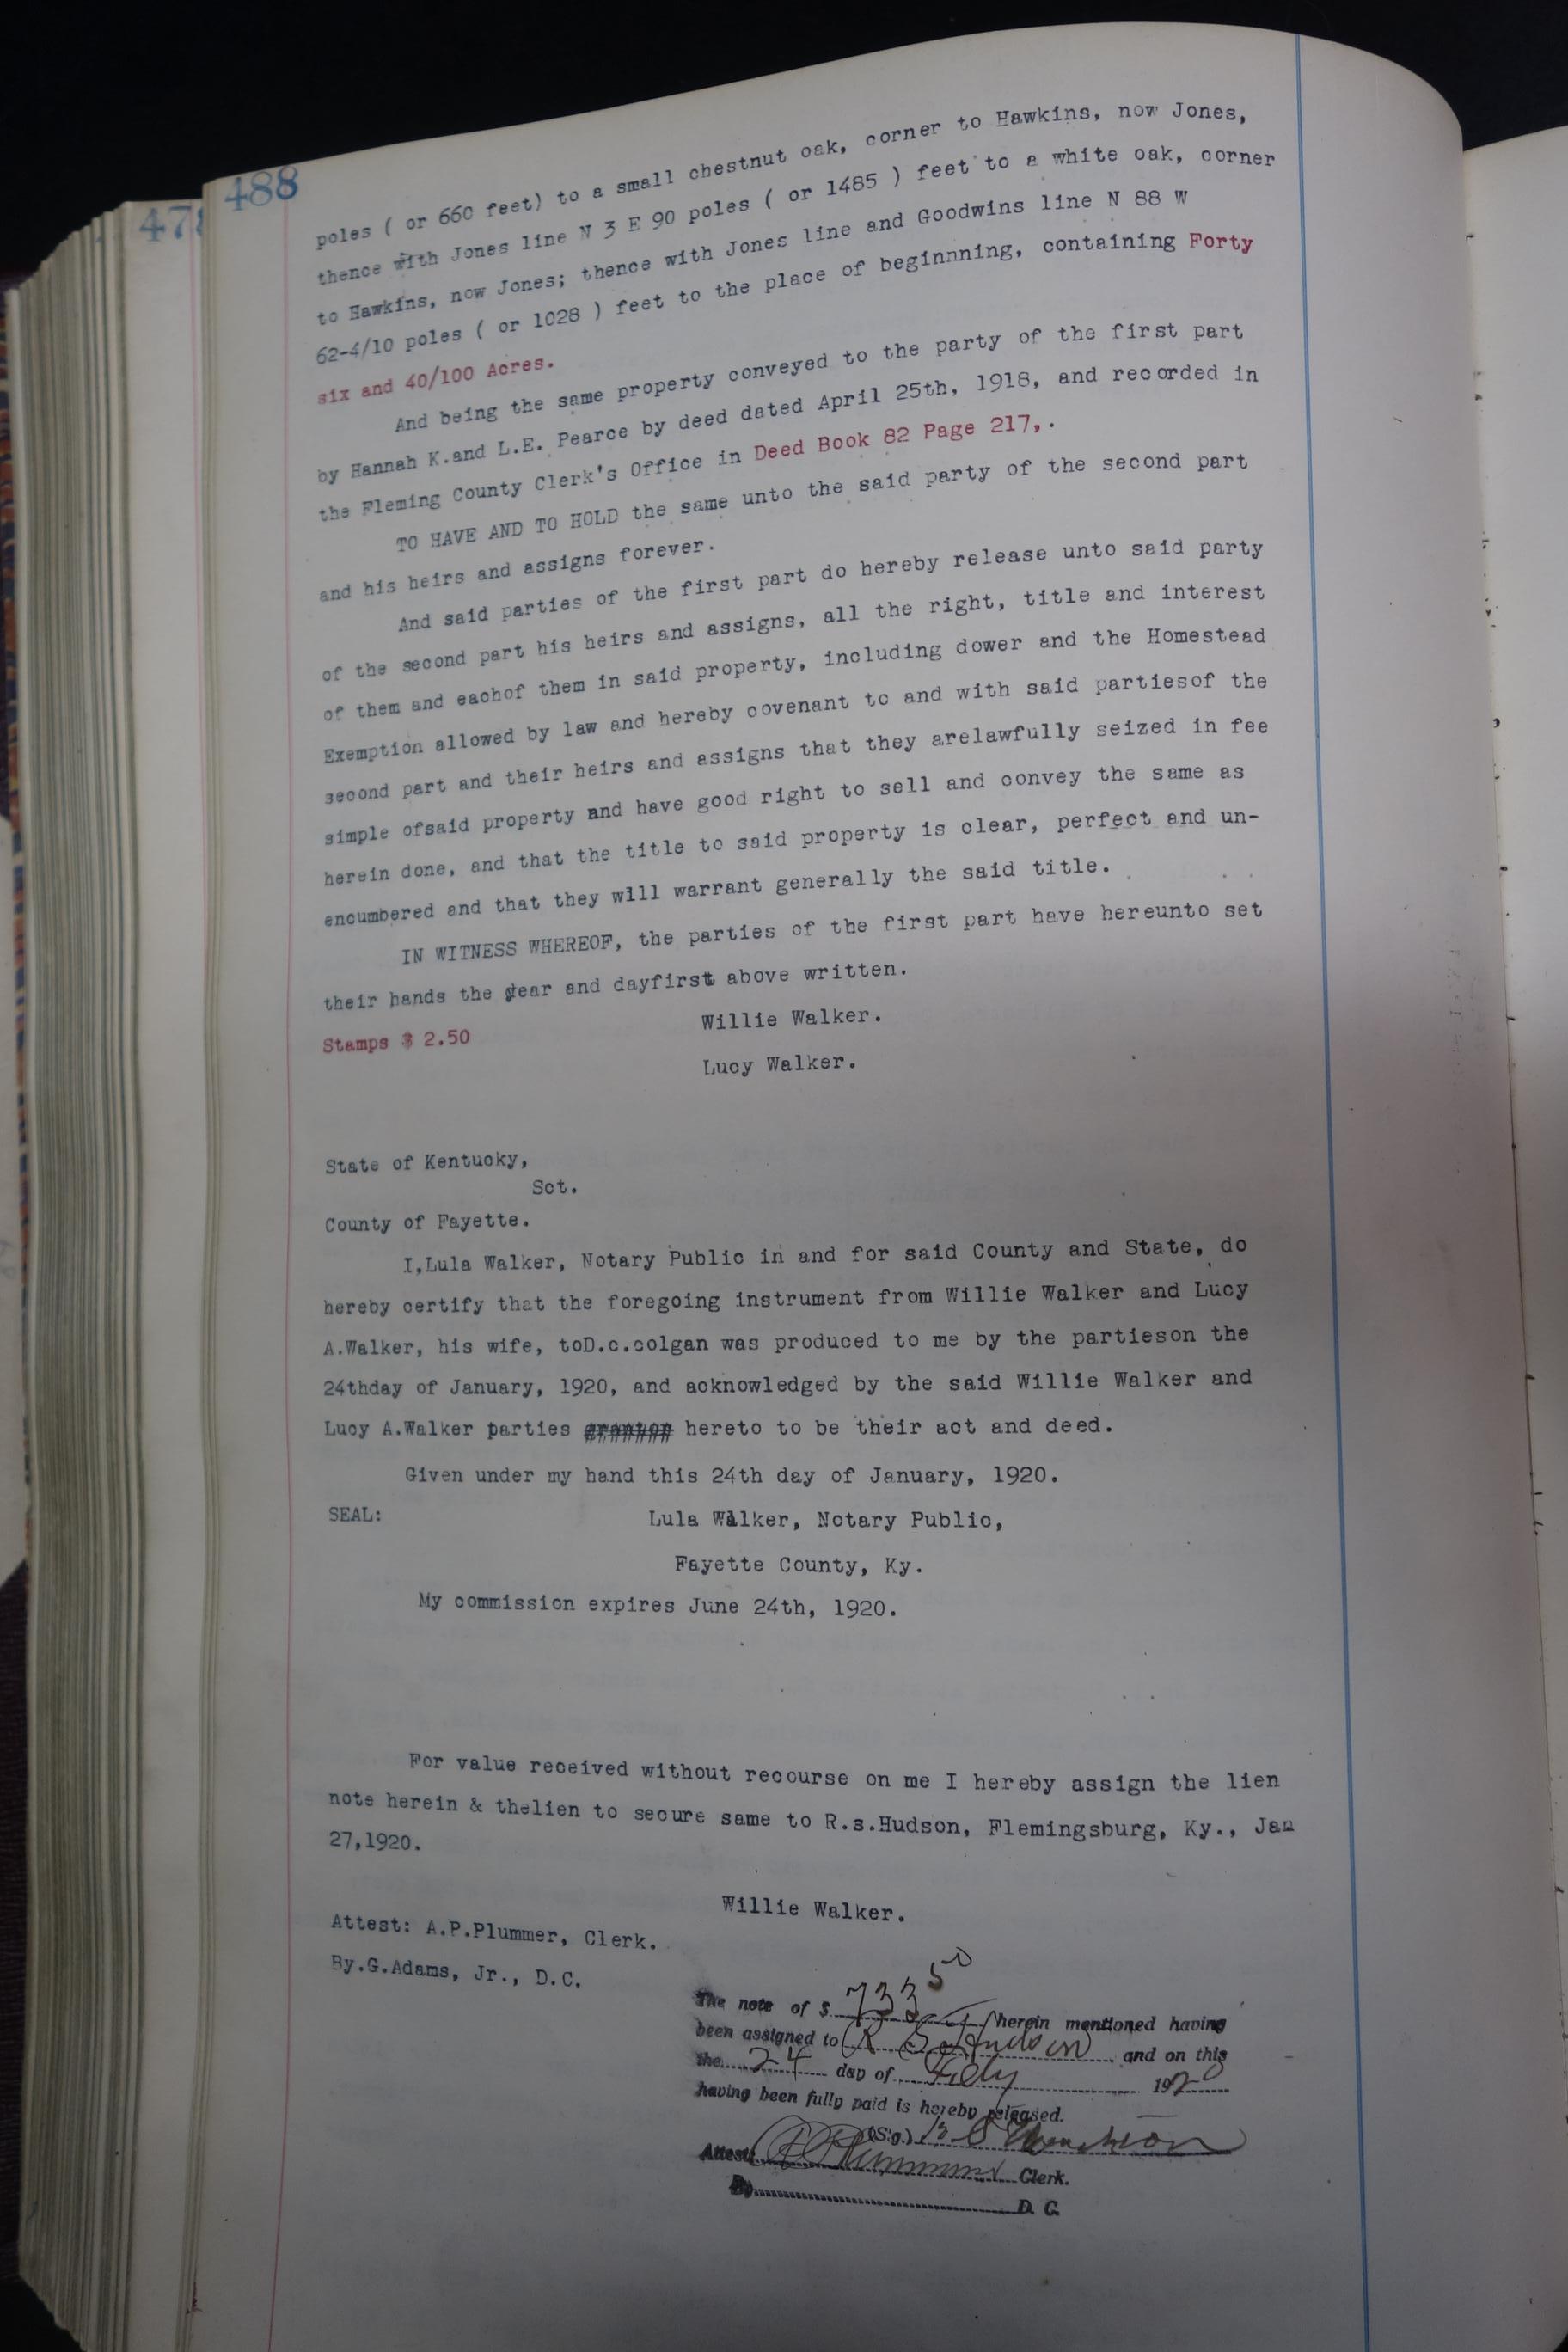 488
478
poles ( or 660 feet) to a small chestnut oak, corner to Hawkins, now Jones,
thence with Jones line N 3 E 90 poles ( or 1485 ) feet to a white oak, corner
to Hawkins, now Jones; thence with Jones line and Goodwins line N 88 W
62-4/10 poles ( or 1028 ) feet to the place of beginnning, containing Forty
six and 40/100 Acres.
And being the same property conveyed to the party of the first part
by Hannah K.and L.E. Pearce by deed dated April 25th, 1918, and recorded in
the Fleming County Clerk's Office in Deed Book 82 Page 217,.
TO HAVE AND TO HOLD the same unto the said party of the second part
and his heirs and assigns forever.
And said parties of the first part do hereby release unto said party
of the second part his heirs and assigns, all the right, title and interest
of them and eachof them in said property, including dower and the Homestead
Exemption allowed by law and hereby covenant to and with said partiesof the
second part and their heirs and assigns that they arelawfully seized in fee
simple ofsaid property and have good right to sell and convey the same as
herein done, and that the title to said property is clear, perfect and un-
encumbered and that they will warrant generally the said title.
IN WITNESS WHEREOF, the parties of the first part have hereunto set
their hands the year and dayfirst above written.
Stamps $ 2.50
Willie Walker.
Lucy Walker.
State of Kentucky,
Sct.
County of Fayette.
I,Lula Walker, Notary Public in and for said County and State, do
hereby certify that the foregoing instrument from Willie Walker and Lucy
A.Walker, his wife, toD.c.colgan was produced to me by the partieson the
24thday of January, 1920, and acknowledged by the said Willie Walker and
Lucy A.Walker parties grantor hereto to be their act and deed.
Given under my hand this 24th day of January, 1920.
SEAL:
Lula Walker, Notary Public,
Fayette County, Ky.
My commission expires June 24th, 1920.
For value received without recourse on me I hereby assign the lien
note herein & thelien to secure same to R.s.Hudson, Flemingsburg, Ky., Jan
27,1920.
Willie Walker.
Attest: A.P.Plummer, Clerk.
By.G.Adams, Jr., D.C.
The note of $ 733 50 herein mentioned having
been assigned to R S Hudson and on this
the 24 day of Feby 1920
having been fully paid is hereby released.
(Sig.)
Attest: A P Plummer Clerk.
By D. C.